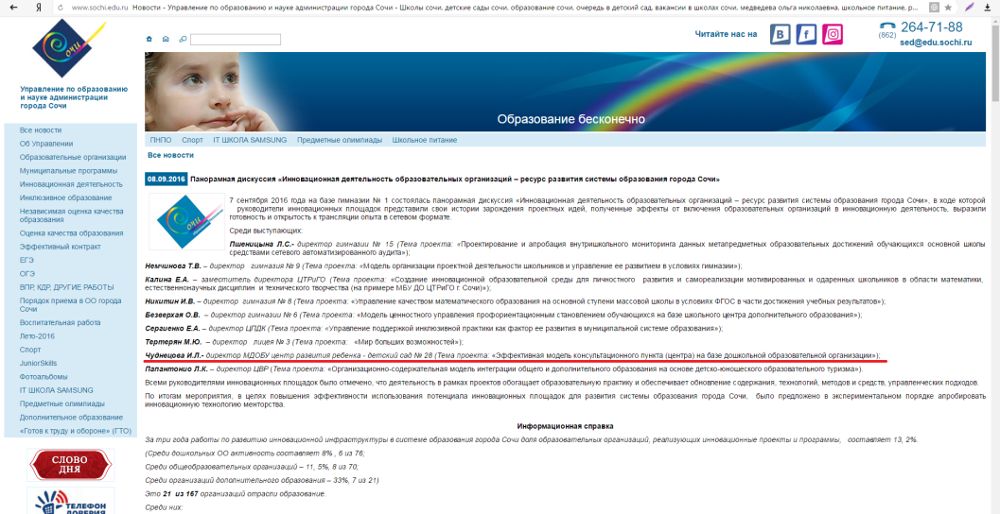 Я www.sochi.edu.ru Новости - Управление по образованию и науке администрации города Сочи - Школы сочи, детские сады сочи, образование сочи, очередь в детский сад, вакансии в школах сочи, медведева ольга николаевна, школьное питание, р...
Сочи
Управление по образованию
и науке администрации
города Сочи
Читайте нас на
B f
(862) 264-71-88
sed@edu.sochi.ru
Образование бесконечно
Все новости
Об Управлении
Образовательные организации
Муниципальные программы
Инновационная деятельность
Инклюзивное образование
Независимая оценка качества
образования
Оценка качества образования
Эффективный контракт
ЕГЭ
ОГЭ
ВПР, КДР, ДРУГИЕ РАБОТЫ
Порядок приема в ОО города
Сочи
Воспитательная работа
Лето-2016
Спорт
JuniorSkills
Фотоальбомы
IT ШКОЛА SAMSUNG
Предметные олимпиады
Дополнительное образование
«Готов к труду и обороне» (ГТО)
СЛОВО
ДНЯ
ТЕЛЕФОН
ДОВЕРИЯ
ПНПО Спорт IT ШКОЛА SAMSUNG Предметные олимпиады Школьное питание
Все новости
08.09.2016 Панорамная дискуссия «Инновационная деятельность образовательных организаций – ресурс развития системы образования города Сочи»
Сочи
7 сентября 2016 года на базе гимназии № 1 состоялась панорамная дискуссия «Инновационная деятельность образовательных организаций – ресурс развития системы образования города Сочи», в ходе которой
руководители инновационных площадок представили свои истории зарождения проектных идей, полученные эффекты от включения образовательных организаций в инновационную деятельность, выразили
готовность и открытость к трансляции опыта в сетевом формате.
Среди выступающих:
Пшеницына Л.С.- директор гимназии № 15 (Тема проекта: «Проектирование и апробация внутришкольного мониторинга данных метапредметных образовательных достижений обучающихся основной школы
средствами сетевого автоматизированного аудита»);
Немчинова Т.В. – директор гимназия № 9 (Тема проекта: «Модель организации проектной деятельности школьников и управление ее развитием в условиях гимназии»);
Калина Е.А. – заместитель директора ЦТРиГО (Тема проекта: «Создание инновационной образовательной среды для личностного развития и самореализации мотивированных и одаренных школьников в области математики,
естественнонаучных дисциплин и технического творчества (на примере МБУ ДО ЦТРиГО г. Сочи)»);
Никитин И.В. – директор гимназия № 8 (Тема проекта: «Управление качеством математического образования на основной ступени массовой школы в условиях ФГОС в части достижения учебных результатов»);
Безверхая О.В. – директор гимназии № 6 (Тема проекта: «Модель ценностного управления профориентационным становлением обучающихся на базе школьного центра дополнительного образования»);
Сергиенко Е.А. – директор ЦПДК (Тема проекта: «Управление поддержкой инклюзивной практики как фактор ее развития в муниципальной системе образования»);
Тертерян М.Ю. – директор лицея № 3 (Тема проекта: «Мир больших возможностей»);
Чуднецова И.Л.- директор МДОБУ центр развития ребенка - детский сад № 28 (Тема проекта: «Эффективная модель консультационного пункта (центра) на базе дошкольной образовательной организации»);
Папантонио Л.К. – директор ЦВР (Тема проекта: «Организационно-содержательная модель интеграции общего и дополнительного образования на основе детско-юношеского образовательного туризма»).
Всеми руководителями инновационных площадок было отмечено, что деятельность в рамках проектов обогащает образовательную практику и обеспечивает обновление содержания, технологий, методов и средств, управленческих подходов.
По итогам мероприятия, в целях повышения эффективности использования потенциала инновационных площадок для развития системы образования города Сочи, было предложено в экспериментальном порядке апробировать
инновационную технологию менторства.
Информационная справка
За три года работы по развитию инновационной инфраструктуры в системе образования города Сочи доля образовательных организаций, реализующих инновационные проекты и программы, составляет 13, 2%.
(Среди дошкольных ОО активность составляет 8% , 6 из 76;
Среди общеобразовательных организаций – 11, 5%, 8 из 70;
Среди организаций дополнительного образования – 33%, 7 из 21)
Это 21 из 167 организаций отрасли образование.
Среди них: